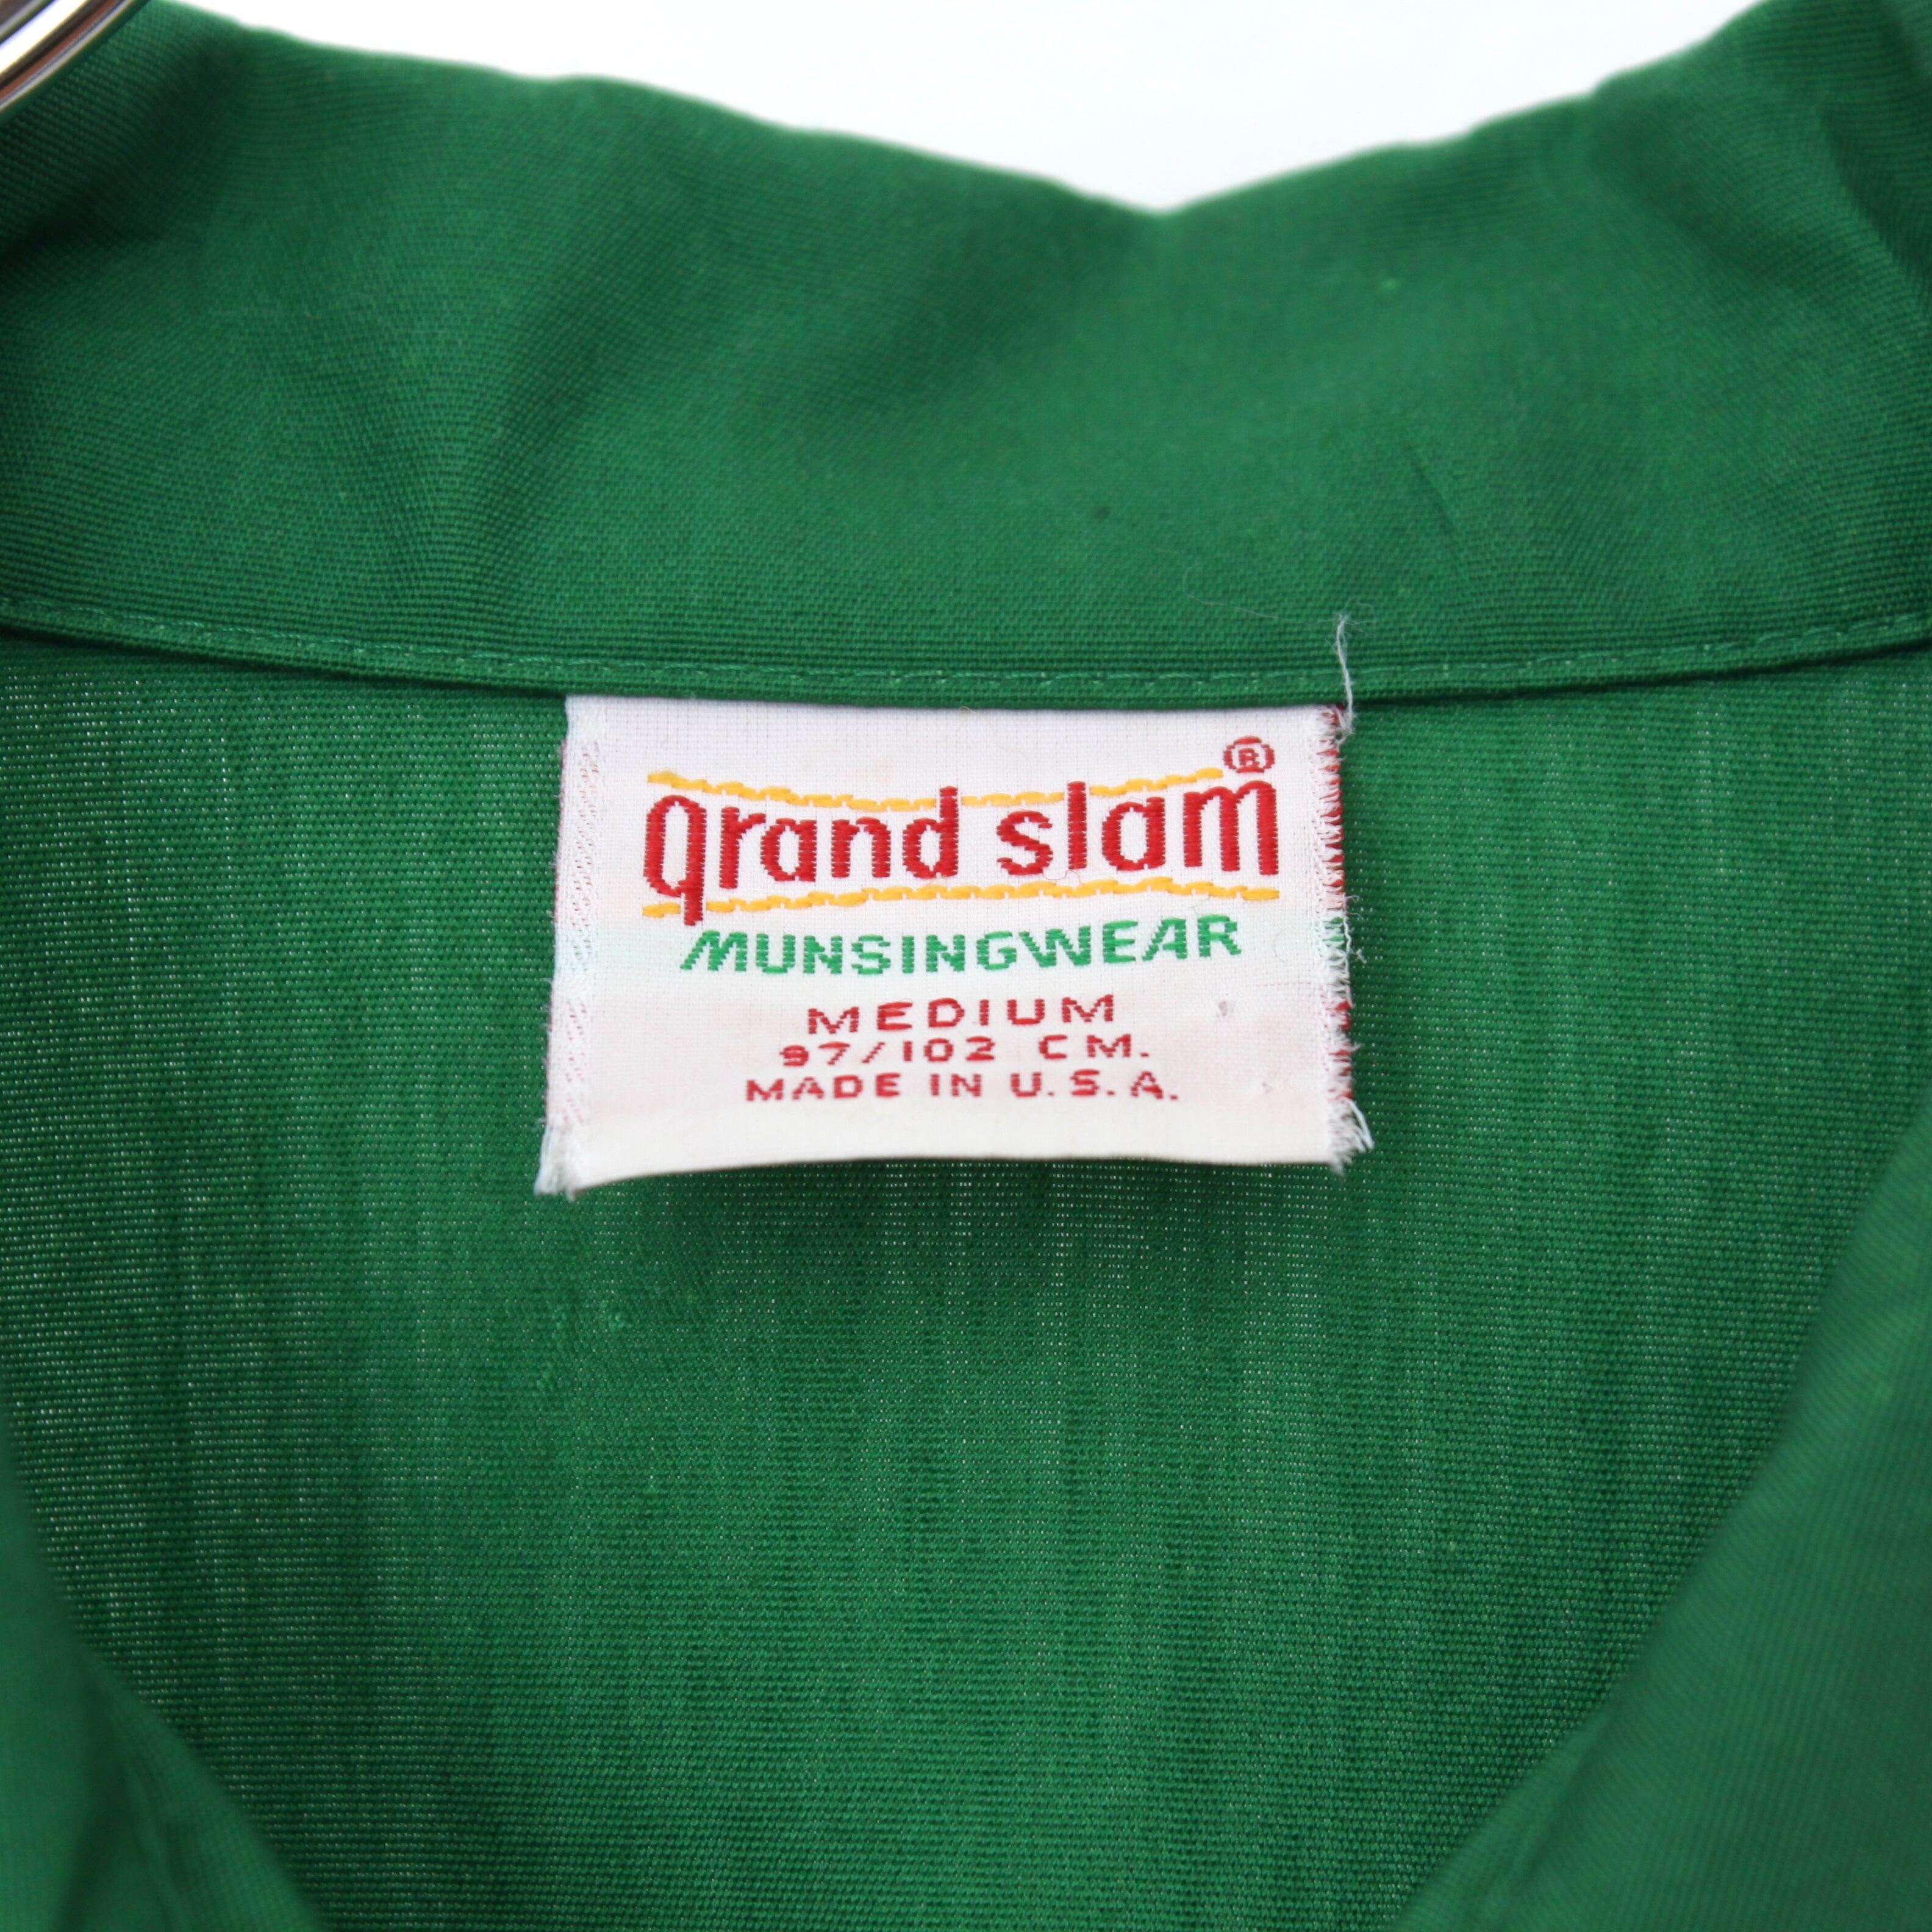 grand slam®
MUNSINGWEAR
MEDIUM
97/102 CM.
MADE IN U.S.A.